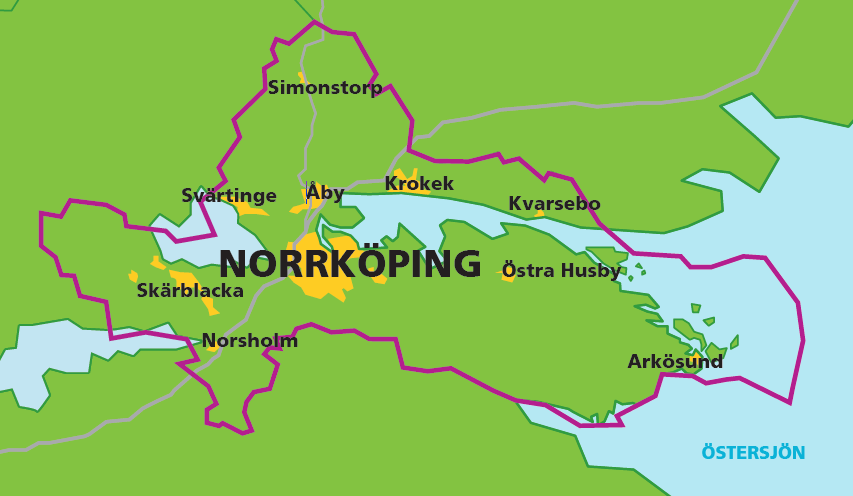 Simonstorp
Svärtinge
Åby
Krokek
Kvarsebo
NORRKÖPING
Östra Husby
Skärblacka
Norsholm
Arkösund
ÖSTERSJÖN